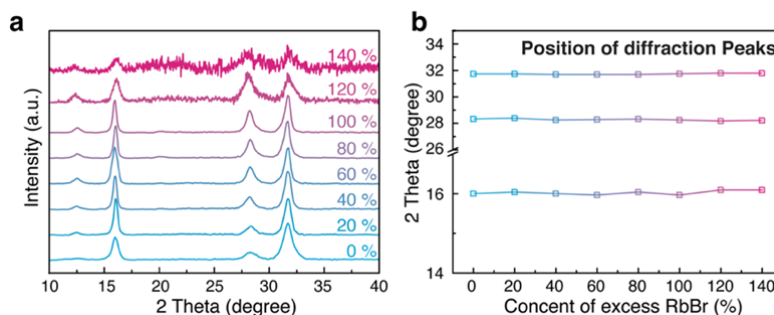 a
140 %
120 %
100 %
80 %
60 %
40 %
20 %
0 %
Intensity (a.u.)
10 15 20 25 30 35 40
2 Theta (degree)
b
Position of diffraction Peaks
34
32
30
28
26
16
14
2 Theta (degree)
0 20 40 60 80 100 120 140
Concent of excess RbBr (%)